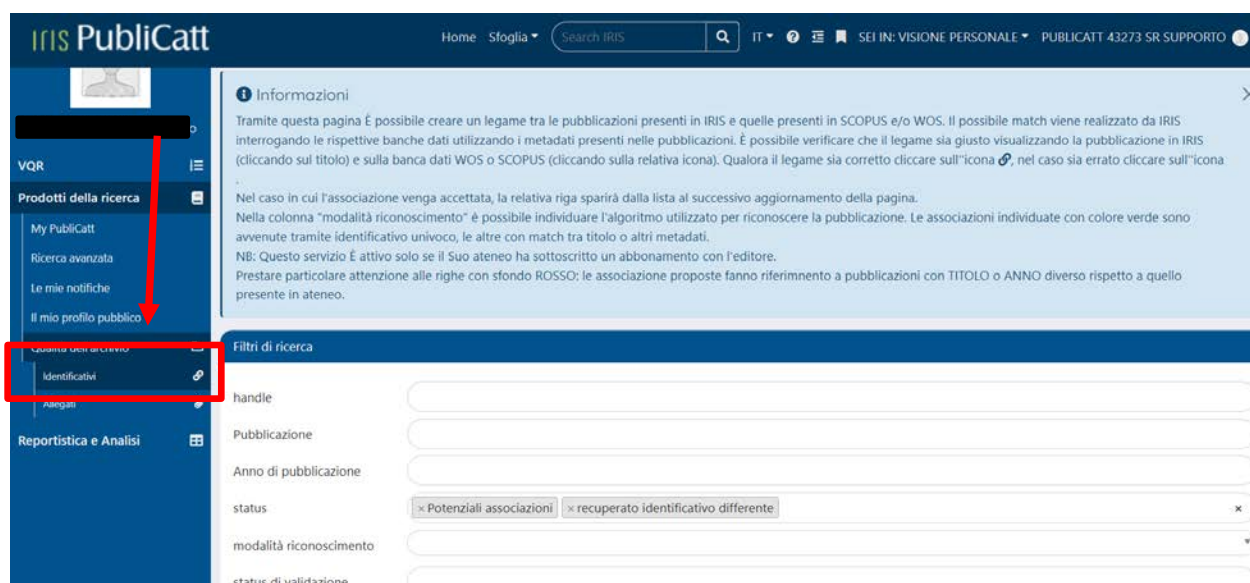 IRIS PubliCatt
Home Sfoglia Search IRIS IT SEI IN: VISIONE PERSONALE PUBLICATT 43273 SR SUPPORTO
o
VQR
Prodotti della ricerca
My PubliCatt
Ricerca avanzata
Le mie notifiche
Il mio profilo pubblico
Qualità dell'archivio
Identificativi
Allegati
Reportistica e Analisi
Informazioni
Tramite questa pagina É possibile creare un legame tra le pubblicazioni presenti in IRIS e quelle presenti in SCOPUS e/o WOS. Il possibile match viene realizzato da IRIS
interrogando le rispettive banche dati utilizzando i metadati presenti nelle pubblicazioni. É possibile verificare che il legame sia giusto visualizzando la pubblicazione in IRIS
(cliccando sul titolo) e sulla banca dati WOS o SCOPUS (cliccando sulla relativa icona). Qualora il legame sia corretto cliccare sull''icona , nel caso sia errato cliccare sull''icona
.
Nel caso in cui l'associazione venga accettata, la relativa riga sparirà dalla lista al successivo aggiornamento della pagina.
Nella colonna "modalità riconoscimento" è possibile individuare l'algoritmo utilizzato per riconoscere la pubblicazione. Le associazioni individuate con colore verde sono
avvenute tramite identificativo univoco, le altre con match tra titolo o altri metadati.
NB: Questo servizio É attivo solo se il Suo ateneo ha sottoscritto un abbonamento con l'editore.
Prestare particolare attenzione alle righe con sfondo ROSSO: le associazione proposte fanno riferimnento a pubblicazioni con TITOLO o ANNO diverso rispetto a quello
presente in ateneo.
Filtri di ricerca
handle
Pubblicazione
Anno di pubblicazione
status × Potenziali associazioni × recuperato identificativo differente ×
modalità riconoscimento
status di validazione